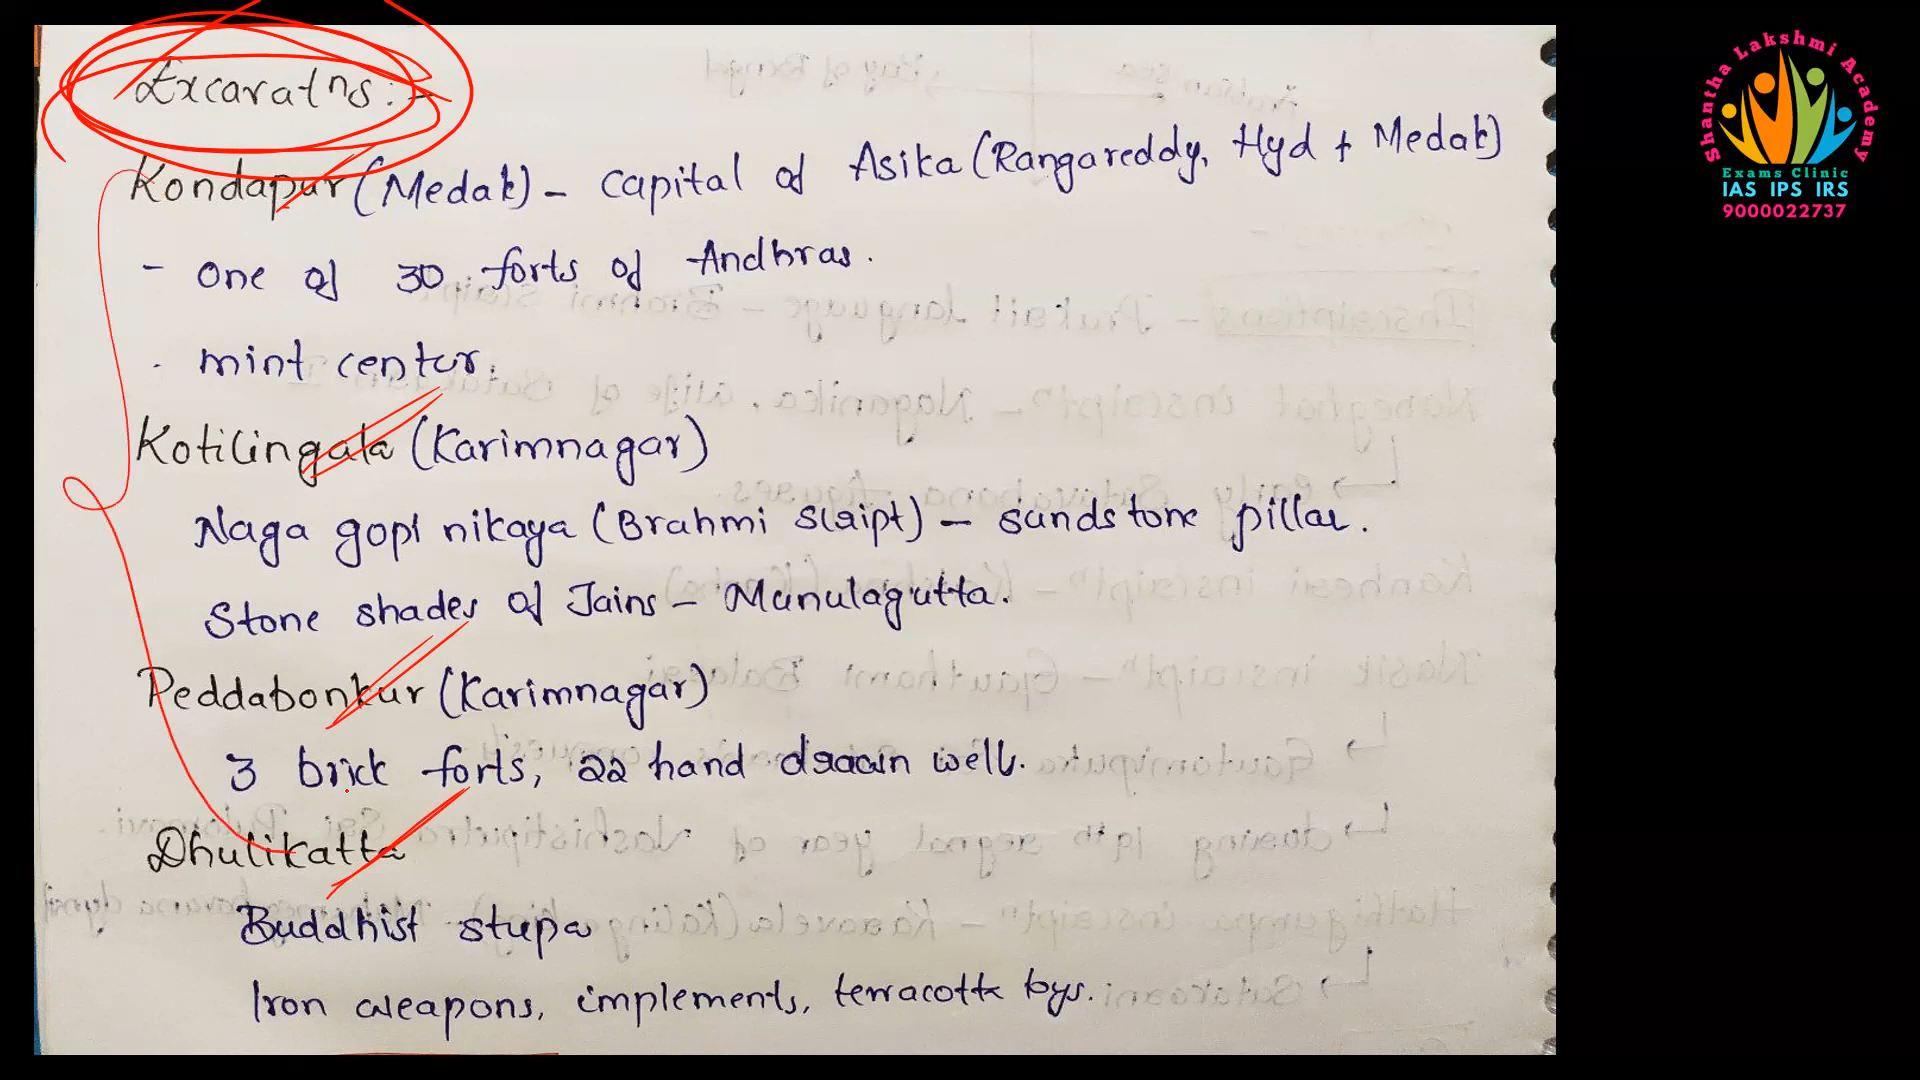 Excavatns:-
Kondapur (Medak) - capital of Asika (Rangareddy, Hyd + Medak)
- one of 30 forts of Andhras.
. mint center.
Kotilingala (Karimnagar)
Naga gopi nikaya (Brahmi script) - sandstone pillar.
Stone shades of Jains - Munulagutta.
Peddabonkur (Karimnagar)
3 brick forts, 22 hand drawn well.
Dhulikatta
Buddhist stupa
Iron weapons, implements, terracotta toys.
Shantha Lakshmi Academy
Exams Clinic
IAS IPS IRS
9000022737